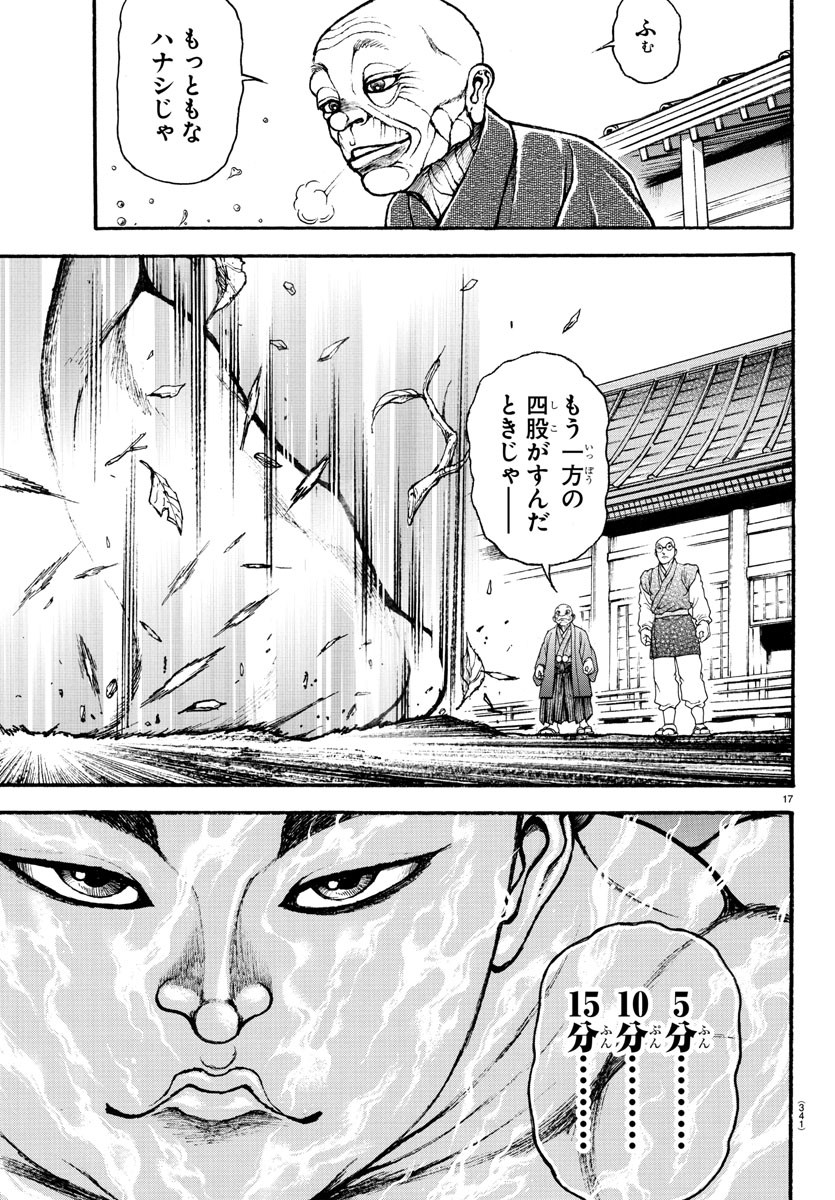 ふむ
もっともな
ハナシじゃ
もう一方の
四股がすんだ
ときじゃ――
5分……
10分……
15分……
17
(341)